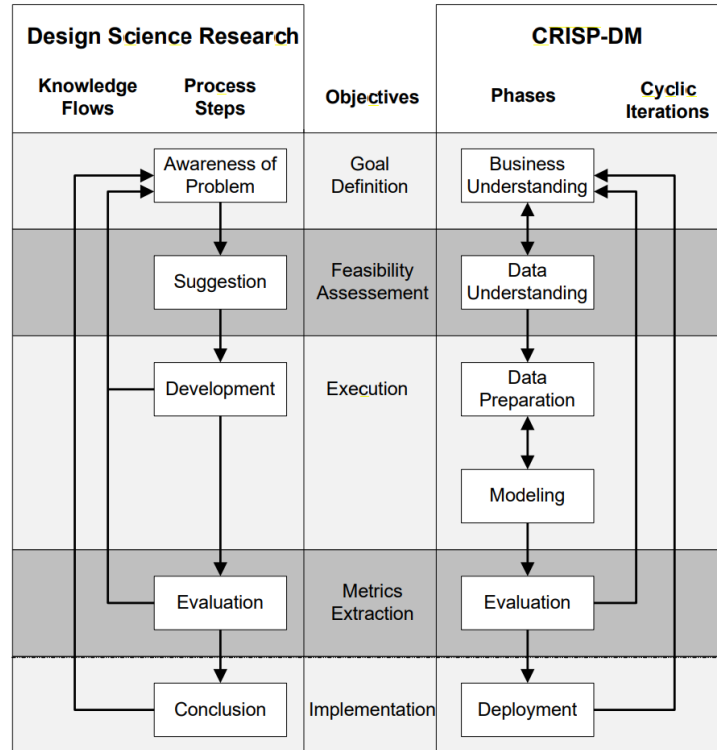 Design Science Research
CRISP-DM
Knowledge
Flows
Process
Steps
Objectives
Phases
Cyclic
Iterations
Awareness of
Problem
Goal
Definition
Business
Understanding
Suggestion
Feasibility
Assessement
Data
Understanding
Development
Execution
Data
Preparation
Modeling
Evaluation
Metrics
Extraction
Evaluation
Conclusion
Implementation
Deployment